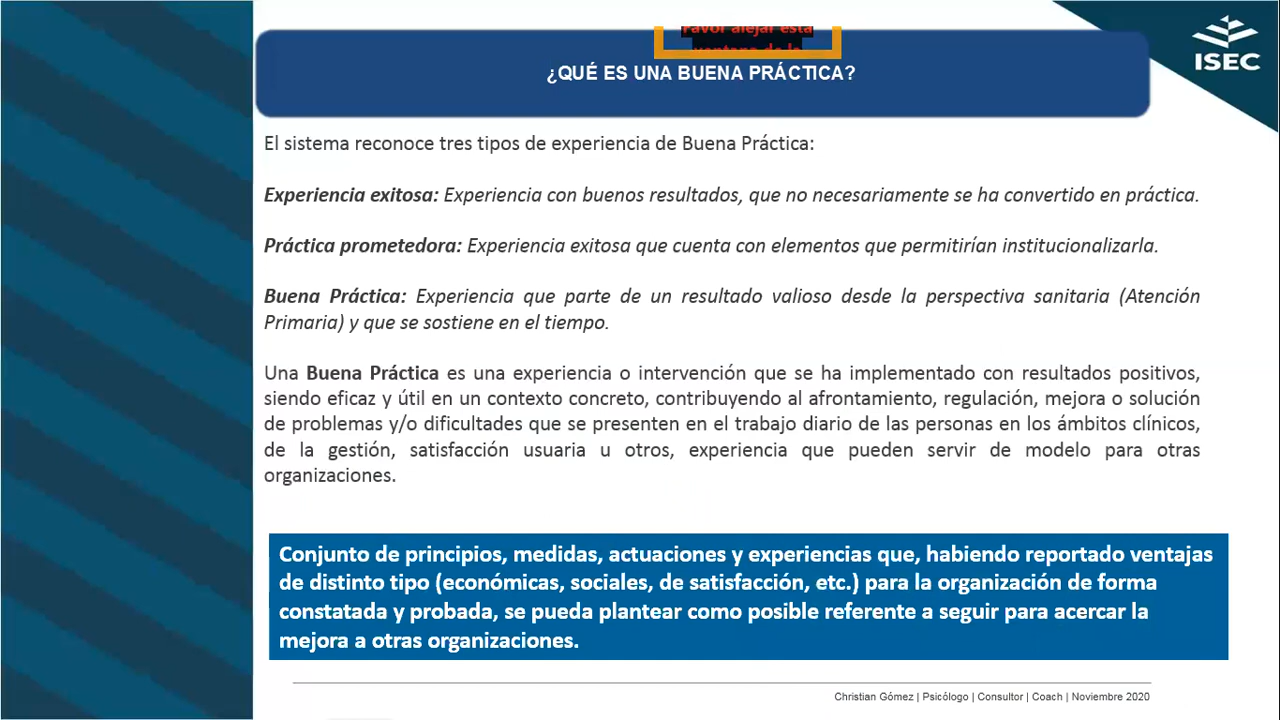 Favor alejar esta
ventana de la
ISEC
¿QUÉ ES UNA BUENA PRÁCTICA?
El sistema reconoce tres tipos de experiencia de Buena Práctica:
Experiencia exitosa: Experiencia con buenos resultados, que no necesariamente se ha convertido en práctica.
Práctica prometedora: Experiencia exitosa que cuenta con elementos que permitirían institucionalizarla.
Buena Práctica: Experiencia que parte de un resultado valioso desde la perspectiva sanitaria (Atención
Primaria) y que se sostiene en el tiempo.
Una Buena Práctica es una experiencia o intervención que se ha implementado con resultados positivos,
siendo eficaz y útil en un contexto concreto, contribuyendo al afrontamiento, regulación, mejora o solución
de problemas y/o dificultades que se presenten en el trabajo diario de las personas en los ámbitos clínicos,
de la gestión, satisfacción usuaria u otros, experiencia que pueden servir de modelo para otras
organizaciones.
Conjunto de principios, medidas, actuaciones y experiencias que, habiendo reportado ventajas
de distinto tipo (económicas, sociales, de satisfacción, etc.) para la organización de forma
constatada y probada, se pueda plantear como posible referente a seguir para acercar la
mejora a otras organizaciones.
Christian Gómez | Psicólogo | Consultor | Coach | Noviembre 2020